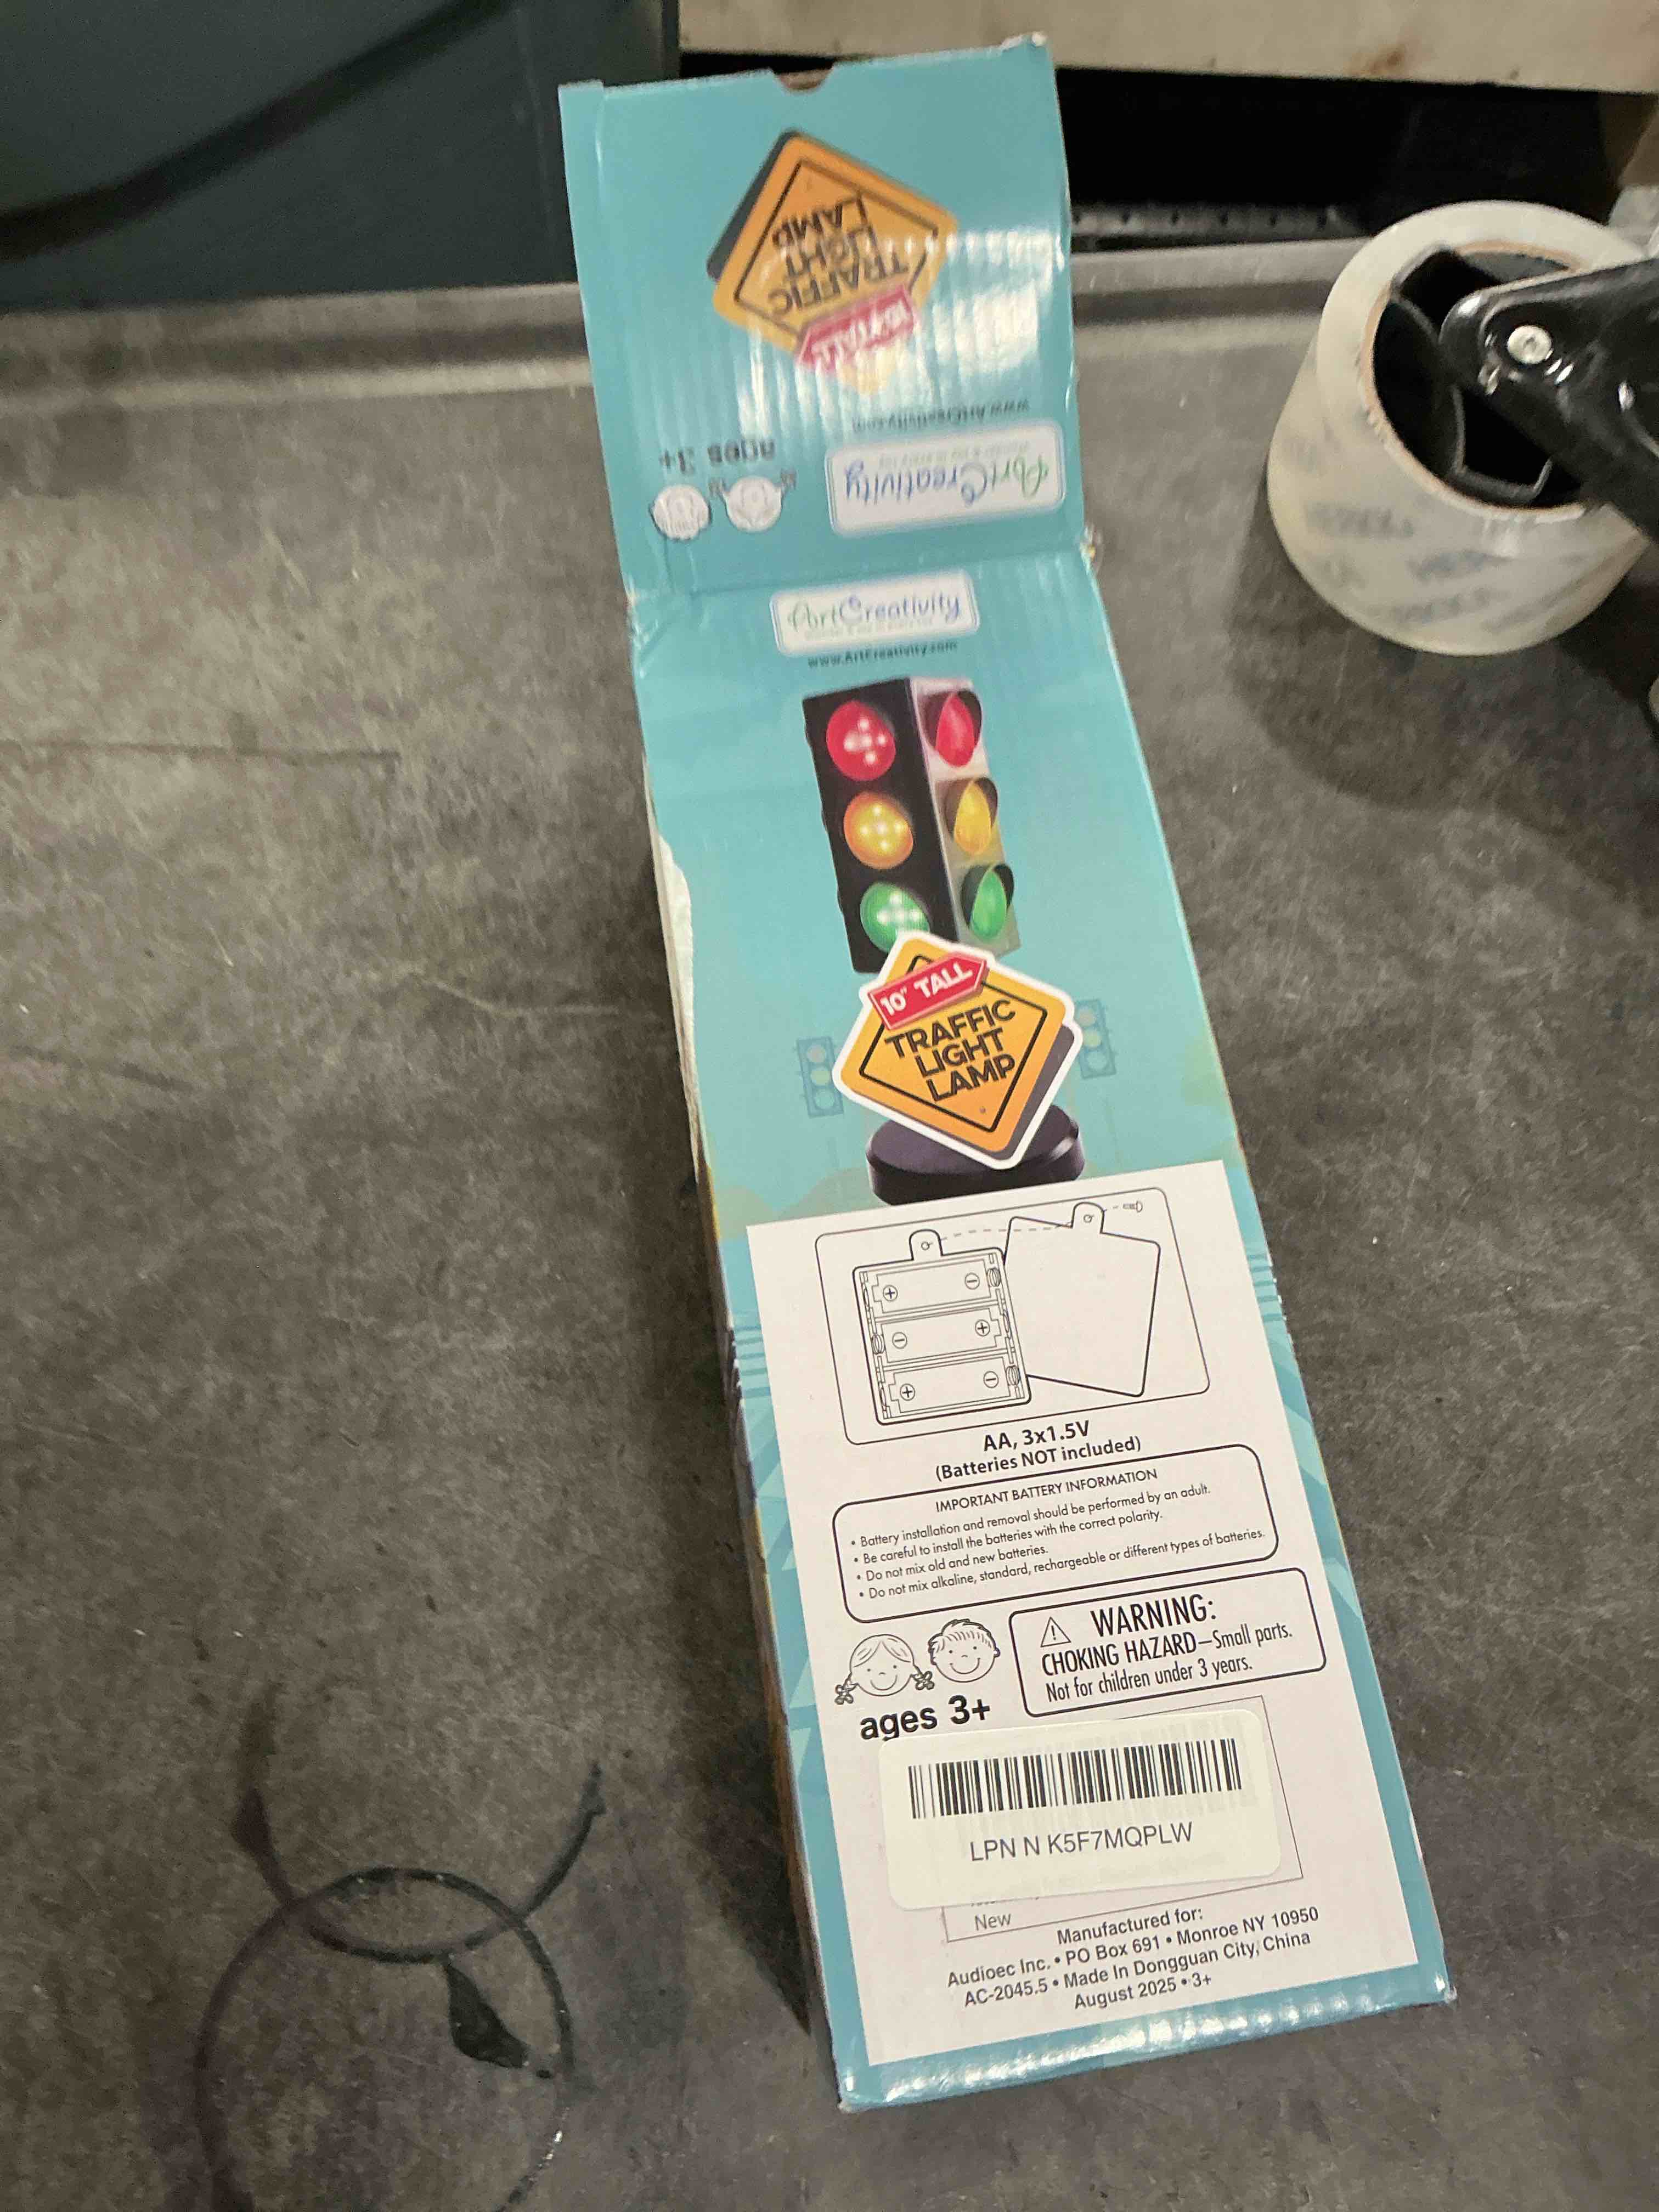 10" TALL
TRAFFIC
LIGHT
LAMP
www.ArtCreativity.com
ArtCreativity
ages 3+
ArtCreativity
www.ArtCreativity.com
10" TALL
TRAFFIC
LIGHT
LAMP
AA, 3x1.5V
(Batteries NOT included)
IMPORTANT BATTERY INFORMATION
• Battery installation and removal should be performed by an adult.
• Be careful to install the batteries with the correct polarity.
• Do not mix old and new batteries.
• Do not mix alkaline, standard, rechargeable or different types of batteries.
WARNING:
CHOKING HAZARD–Small parts.
Not for children under 3 years.
ages 3+
LPN N K5F7MQPLW
New
Manufactured for:
Audioec Inc. • PO Box 691 • Monroe NY 10950
AC-2045.5 • Made In Dongguan City, China
August 2025 • 3+